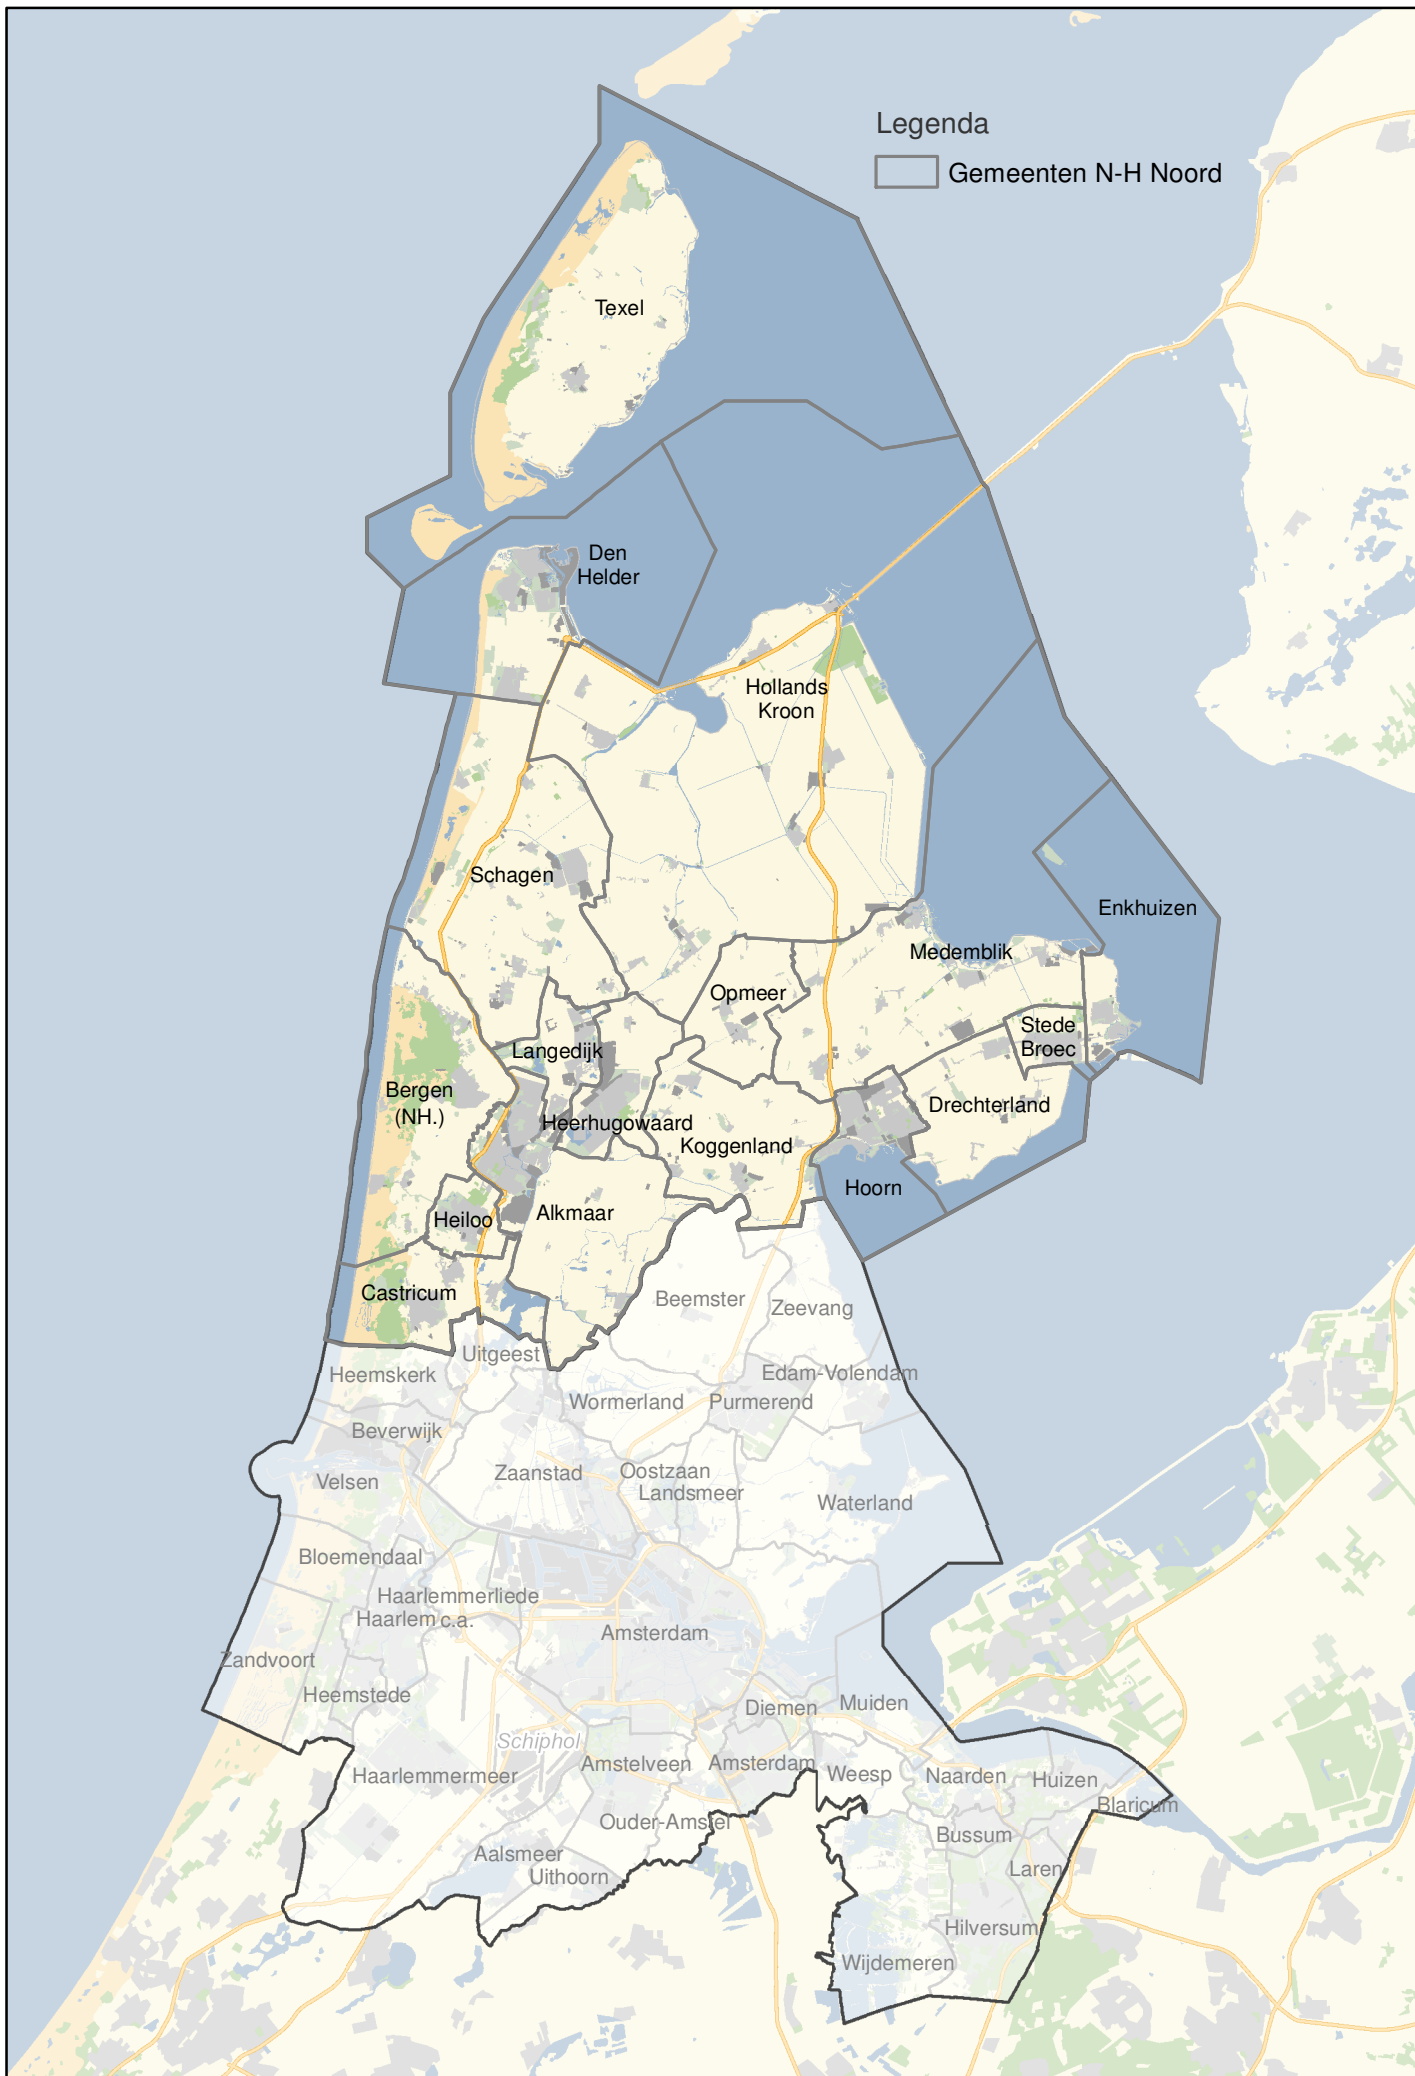 Legenda
Gemeenten N-H Noord
Texel
Den
Helder
Hollands
Kroon
Schagen
Enkhuizen
Medemblik
Opmeer
Stede
Broec
Langedijk
Bergen
(NH.)
Drechterland
Heerhugowaard
Koggenland
Hoorn
Heiloo
Alkmaar
Castricum
Beemster
Zeevang
Uitgeest
Heemskerk
Edam-Volendam
Wormerland
Purmerend
Beverwijk
Zaanstad
Oostzaan
Velsen
Landsmeer
Waterland
Bloemendaal
Haarlemmerliede
Haarlem c.a.
Amsterdam
Zandvoort
Heemstede
Muiden
Diemen
Schiphol
Amstelveen
Amsterdam
Haarlemmermeer
Weesp
Naarden
Huizen
Blaricum
Ouder-Amstel
Bussum
Aalsmeer
Laren
Uithoorn
Hilversum
Wijdemeren